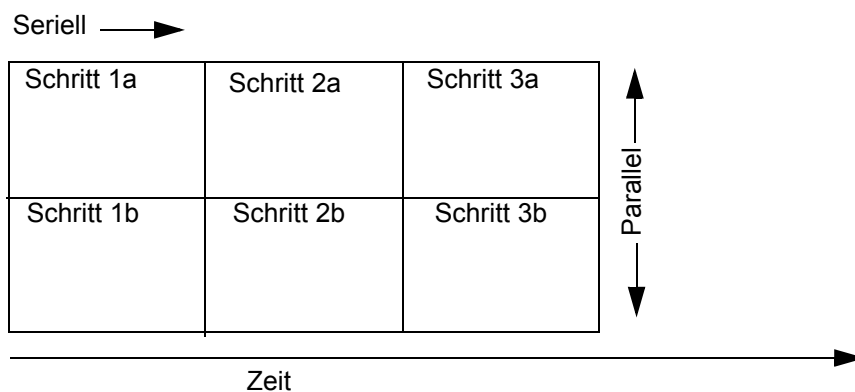 Seriell
Schritt 1a
Schritt 2a
Schritt 3a
Schritt 1b
Schritt 2b
Schritt 3b
Parallel
Zeit